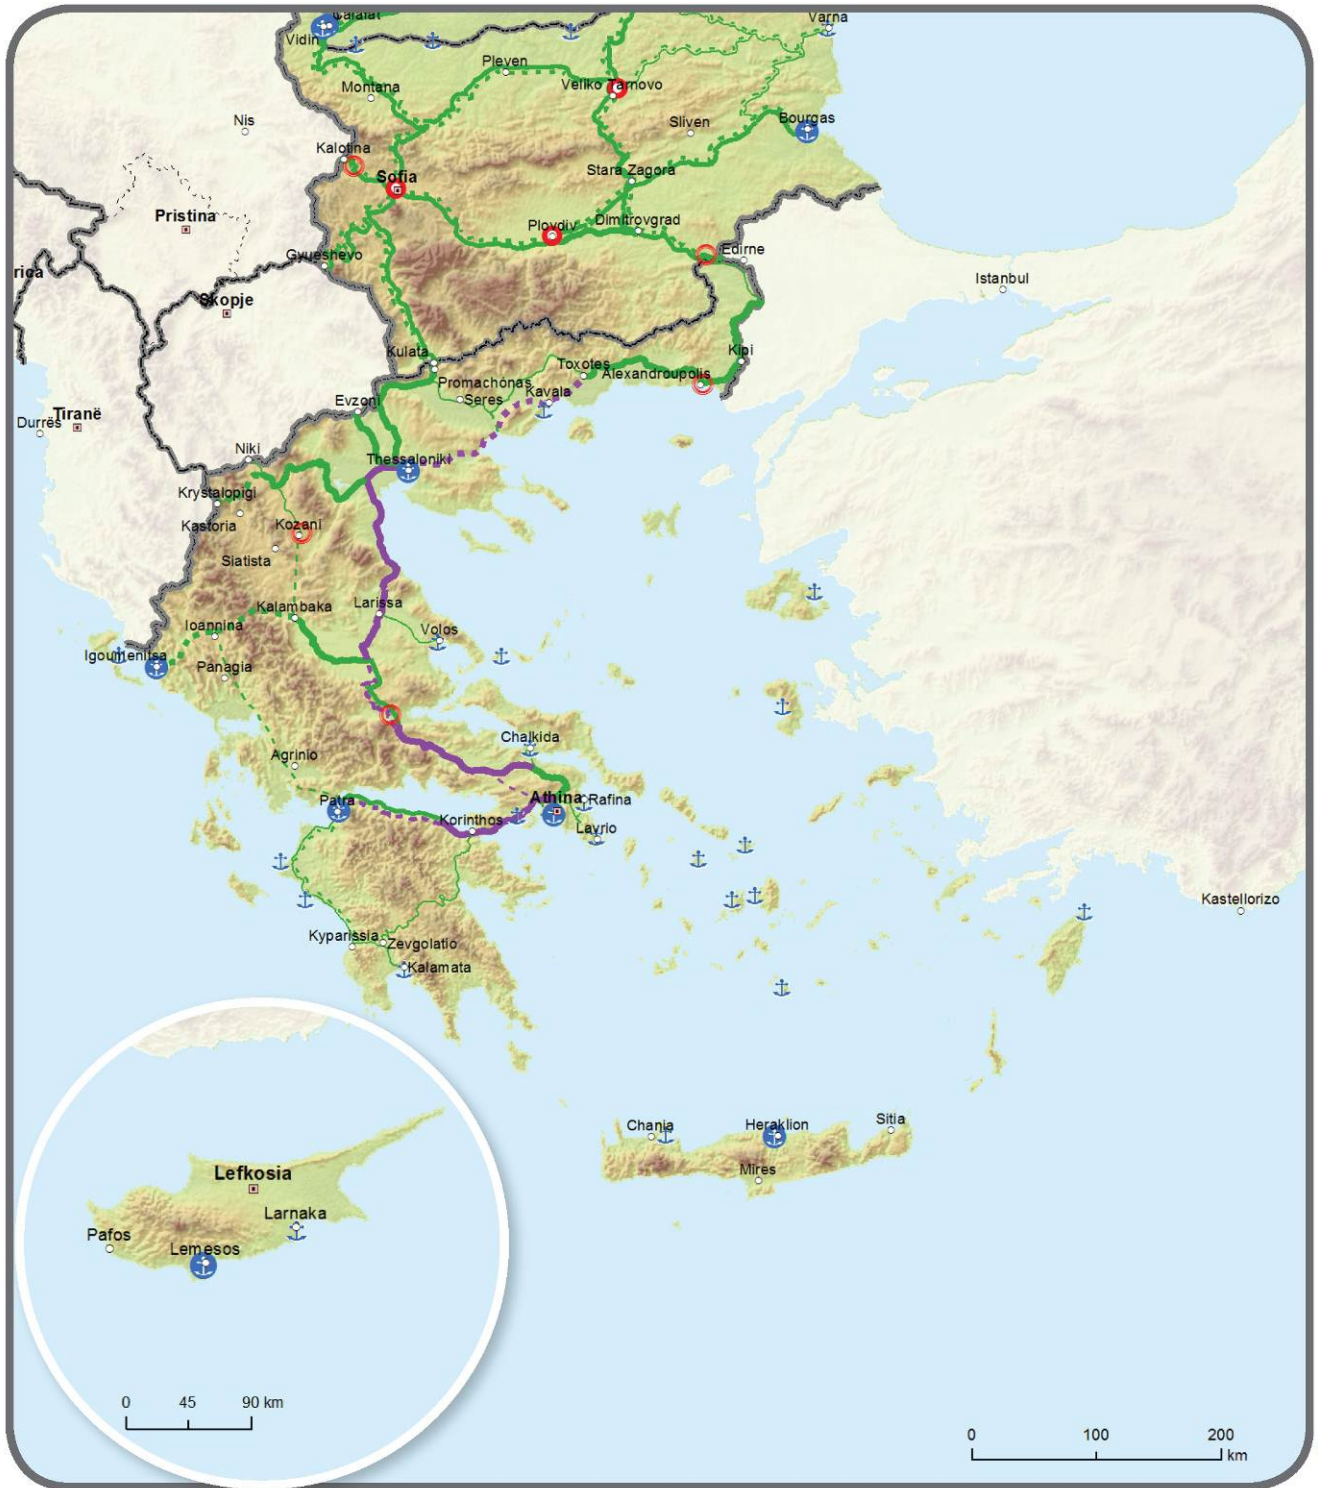 Calafat
Varna
Vidin
Pleven
Montana
Veliko Tarnovo
Nis
Sliven
Bourgas
Kalotina
Sofia
Stara Zagora
Pristina
Plovdiv
Dimitrovgrad
Gyueshevo
Edirne
rica
Istanbul
Skopje
Kulata
Kipi
Toxotes
Alexandroupolis
Promachonas
Kavala
Seres
Evzoni
Durrës
Tiranë
Niki
Thessaloniki
Krystalopigi
Kastoria
Kozani
Siatista
Kalambaka
Larissa
Ioannina
Volos
Igoumenitsa
Panagia
Chalkida
Agrinio
Patra
Athina
Rafina
Korinthos
Lavrio
Kastellorizo
Kyparissia
Zevgolatio
Kalamata
Chania
Heraklion
Sitia
Mires
Lefkosia
Larnaka
Pafos
Lemesos
0 45 90 km
0 100 200
km